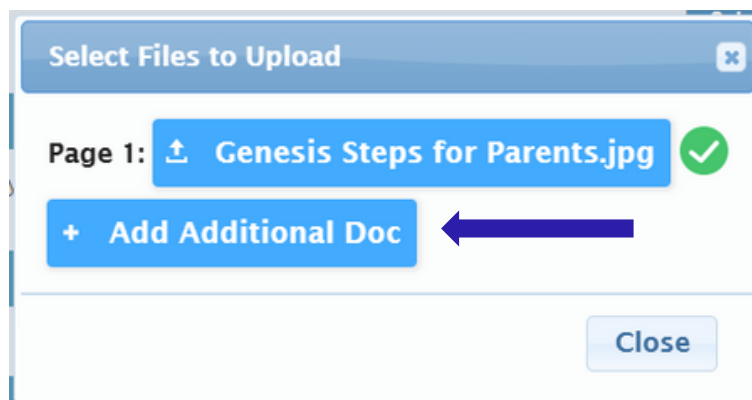 Select Files to Upload
Page 1: Genesis Steps for Parents.jpg
+ Add Additional Doc
Close